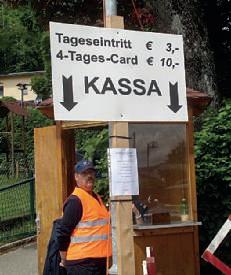 Tageseintritt € 3,-
4-Tages-Card € 10,-
KASSA